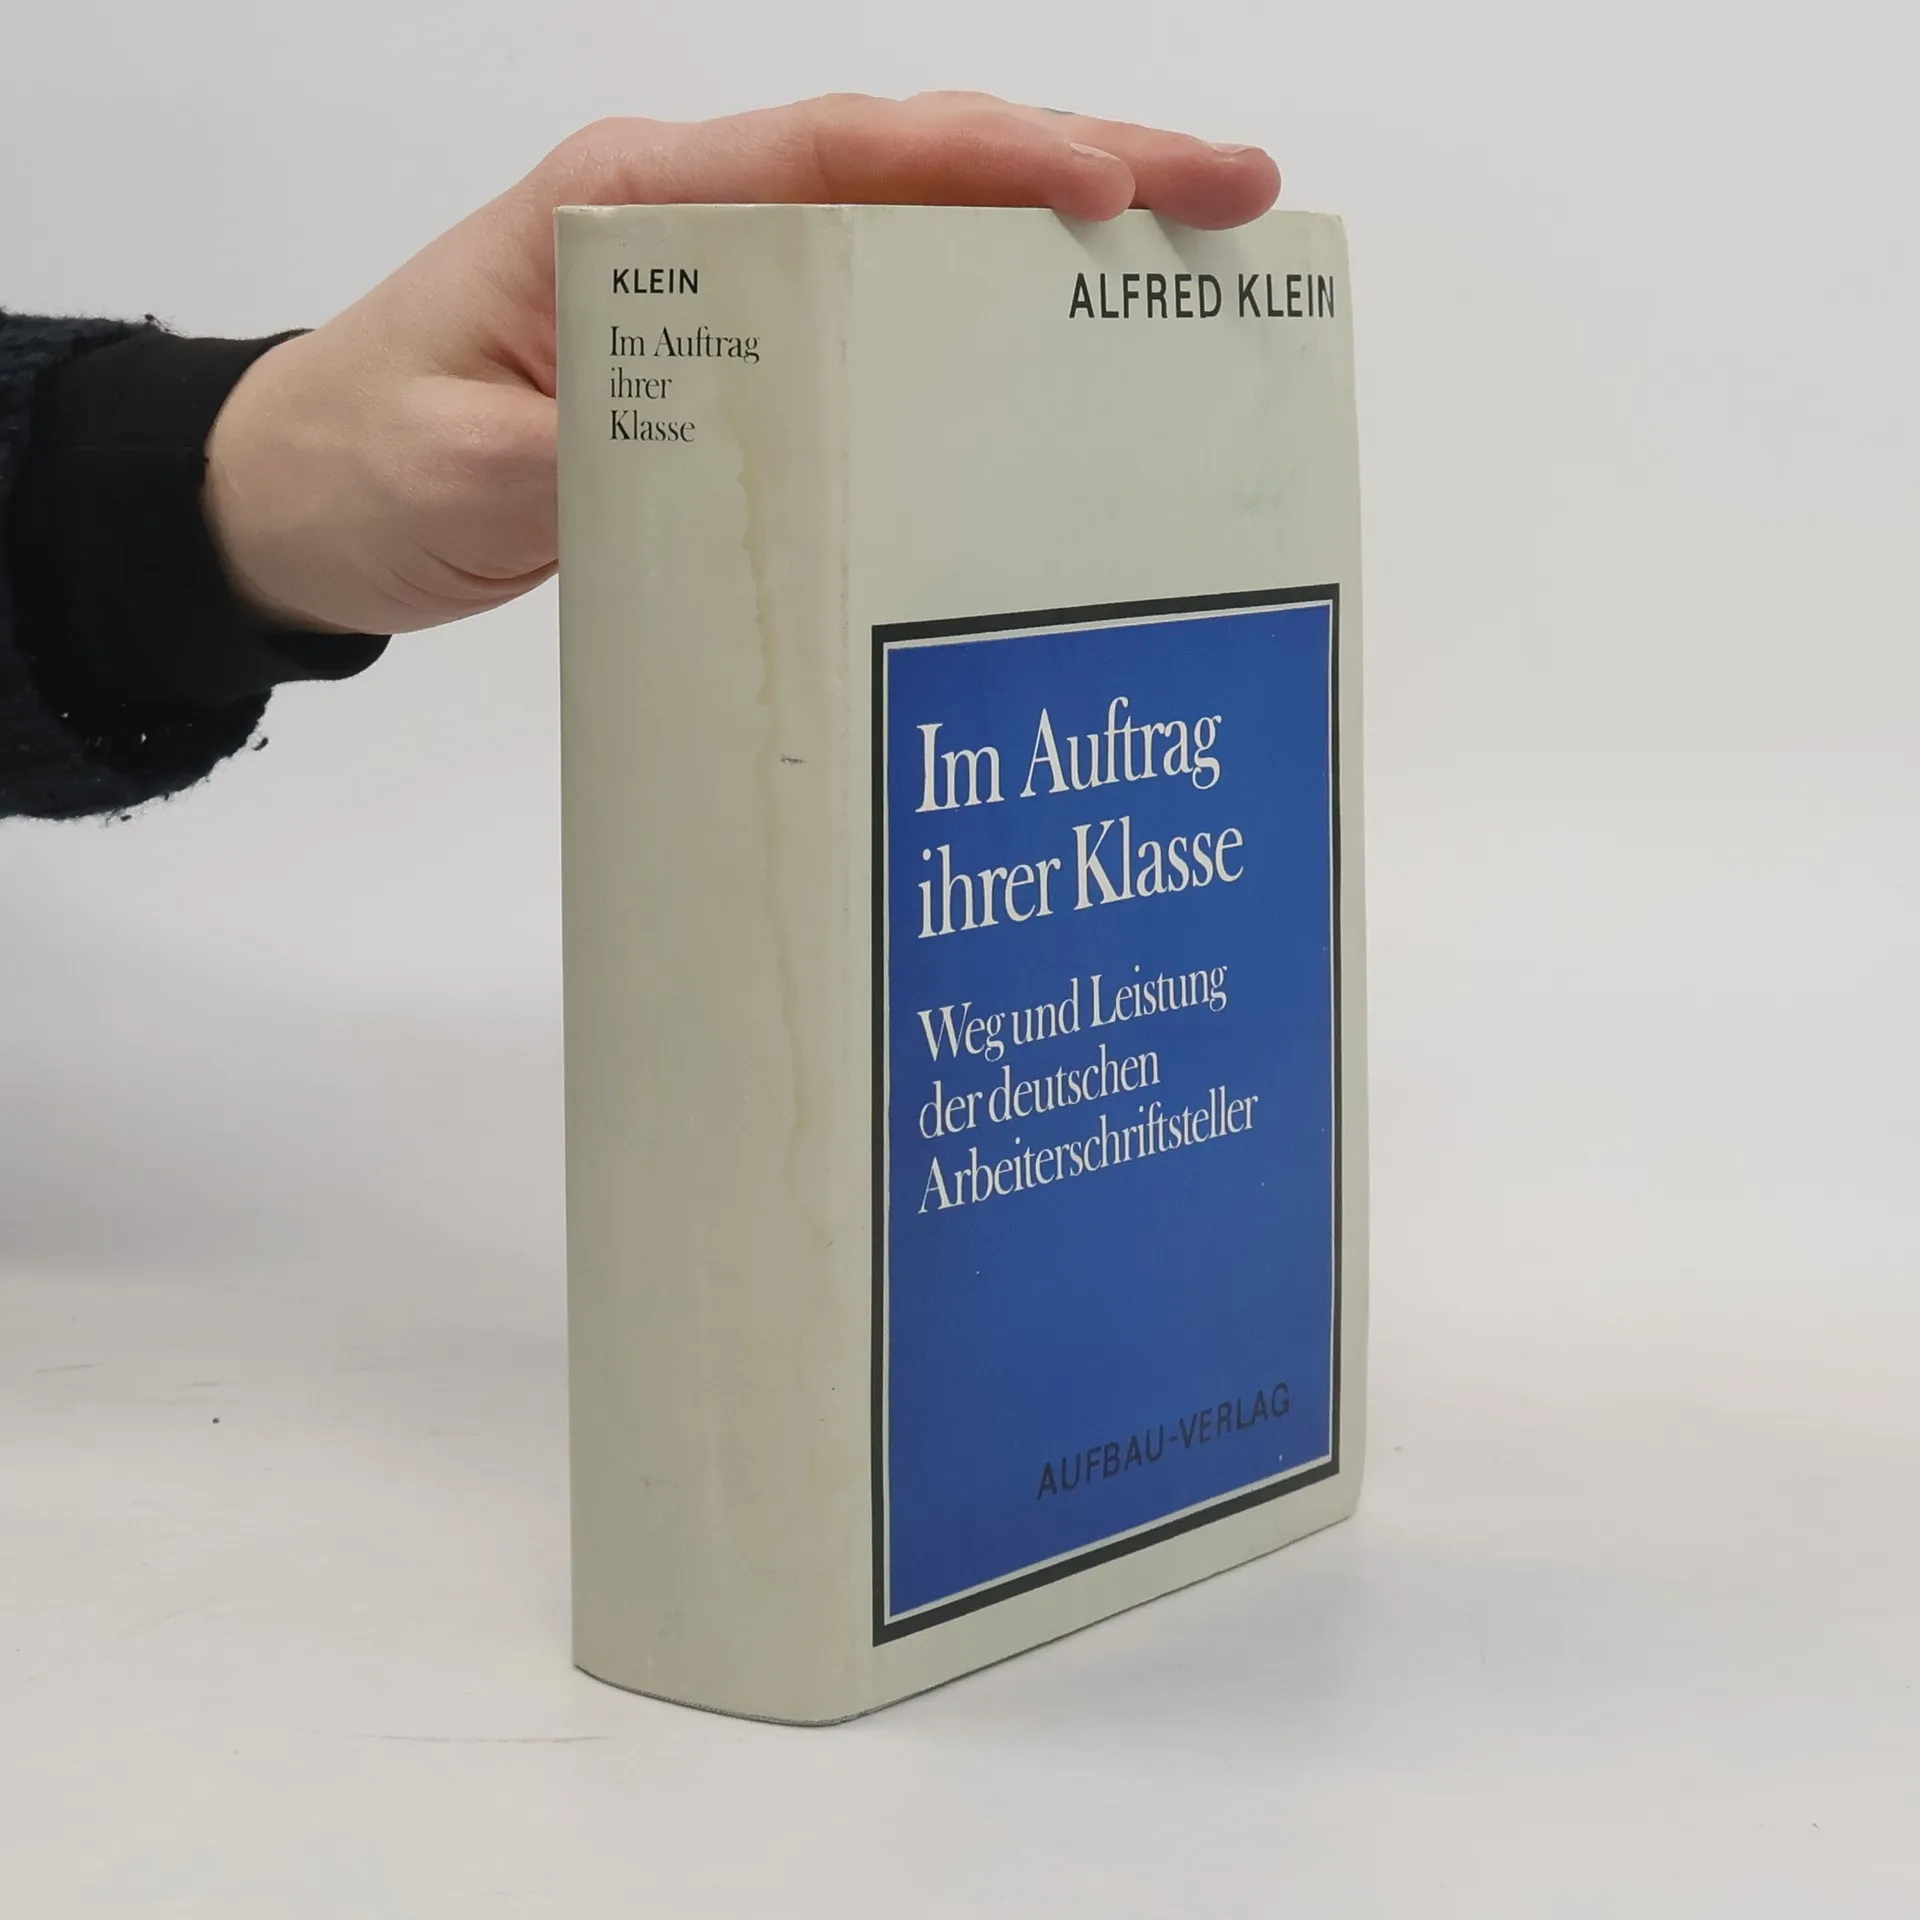 KLEIN
Im Auftrag
ihrer
Klasse
ALFRED KLEIN
Im Auftrag
ihrer Klasse
Weg und Leistung
der deutschen
Arbeiterschriftsteller
AUFBAU-VERLAG